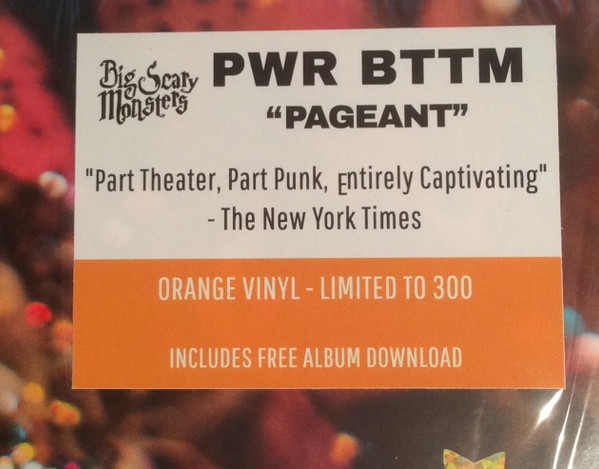 Big Scary
Monsters
PWR BTTM
“PAGEANT”
"Part Theater, Part Punk, Entirely Captivating"
- The New York Times
ORANGE VINYL - LIMITED TO 300
INCLUDES FREE ALBUM DOWNLOAD